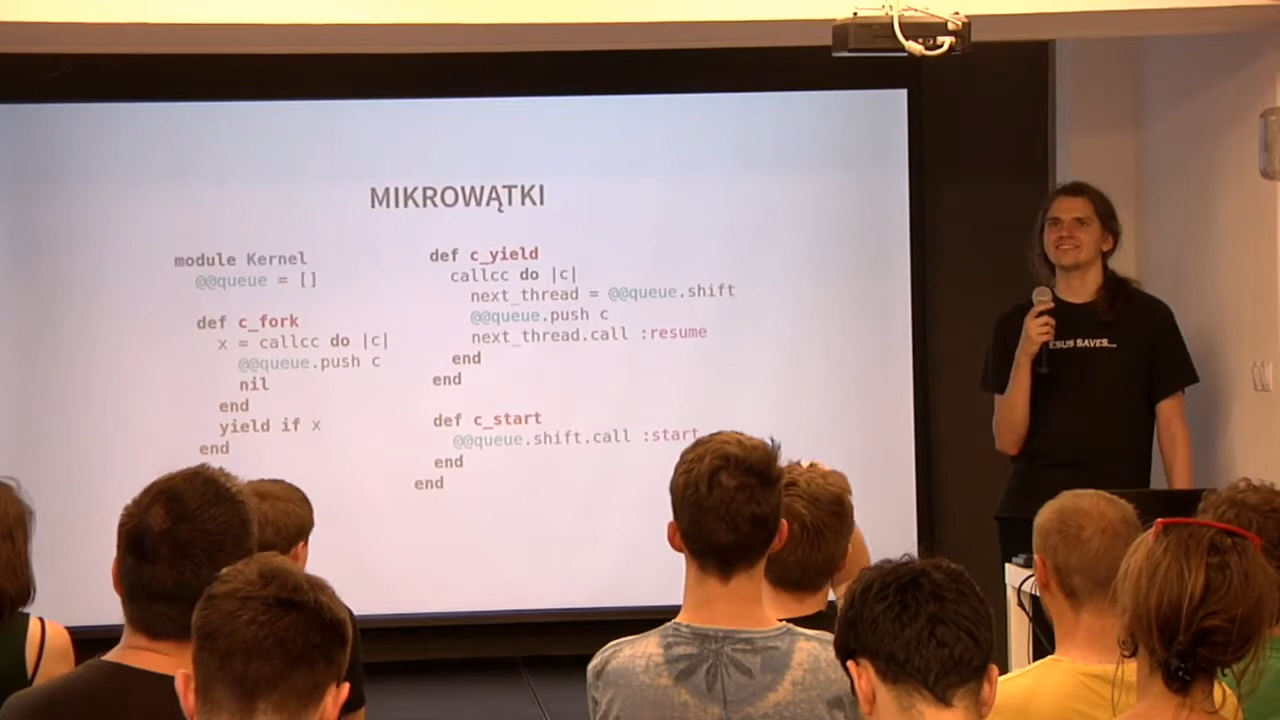 MIKROWĄTKI
module Kernel
@@queue = []
def c_fork
x = callcc do |c|
@@queue.push c
nil
end
yield if x
end
def c_yield
callcc do |c|
next_thread = @@queue.shift
@@queue.push c
next_thread.call :resume
end
end
def c_start
@@queue.shift.call :start
end
end
SUS SAVES...